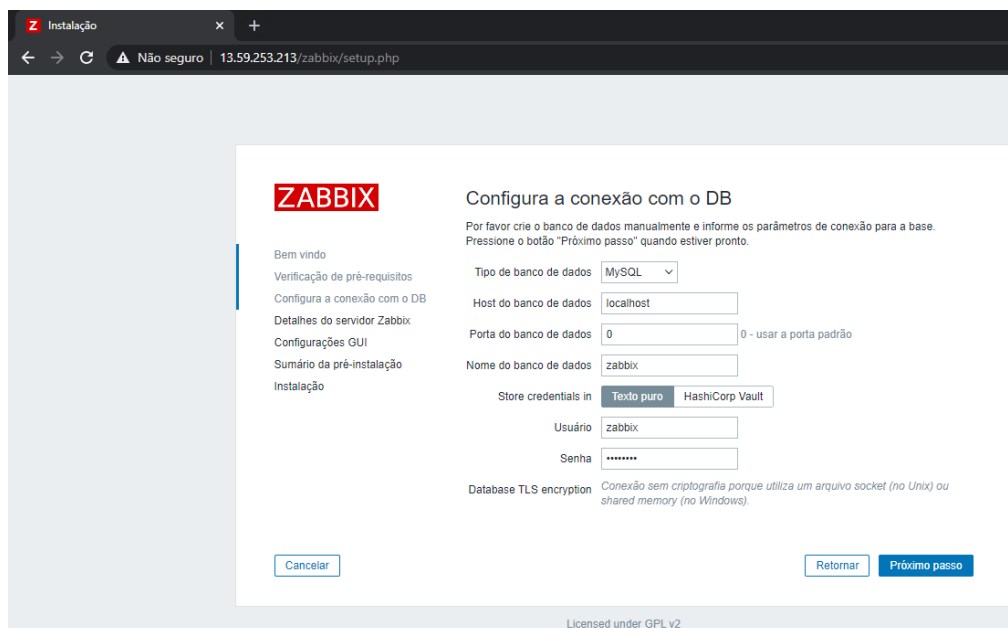 Z Instalação
Não seguro 13.59.253.213/zabbix/setup.php
ZABBIX
Bem vindo
Verificação de pré-requisitos
Configura a conexão com o DB
Detalhes do servidor Zabbix
Configurações GUI
Sumário da pré-instalação
Instalação
Configura a conexão com o DB
Por favor crie o banco de dados manualmente e informe os parâmetros de conexão para a base.
Pressione o botão "Próximo passo" quando estiver pronto.
Tipo de banco de dados MySQL
Host do banco de dados localhost
Porta do banco de dados 0 0 - usar a porta padrão
Nome do banco de dados zabbix
Store credentials in Texto puro HashiCorp Vault
Usuário zabbix
Senha ••••••••
Database TLS encryption Conexão sem criptografia porque utiliza um arquivo socket (no Unix) ou
shared memory (no Windows).
Cancelar Retornar Próximo passo
Licensed under GPL v2